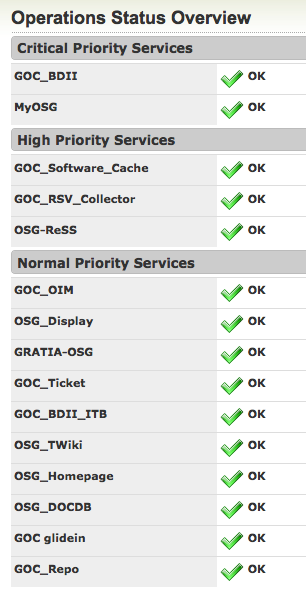 Operations Status Overview
Critical Priority Services
GOC_BDII OK
MyOSG OK
High Priority Services
GOC_Software_Cache OK
GOC_RSV_Collector OK
OSG-ReSS OK
Normal Priority Services
GOC_OIM OK
OSG_Display OK
GRATIA-OSG OK
GOC_Ticket OK
GOC_BDII_ITB OK
OSG_TWiki OK
OSG_Homepage OK
OSG_DOCDB OK
GOC glidein OK
GOC_Repo OK